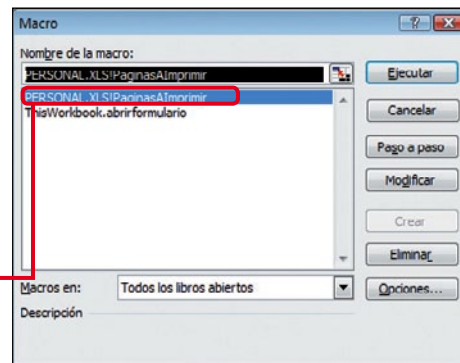 Macro
Nombre de la macro:
PERSONAL.XLS!PaginasAImprimir
PERSONAL.XLS!PaginasAImprimir
ThisWorkbook.abrirformulario
Ejecutar
Cancelar
Paso a paso
Modificar
Crear
Eliminar
Opciones...
Macros en:
Todos los libros abiertos
Descripción